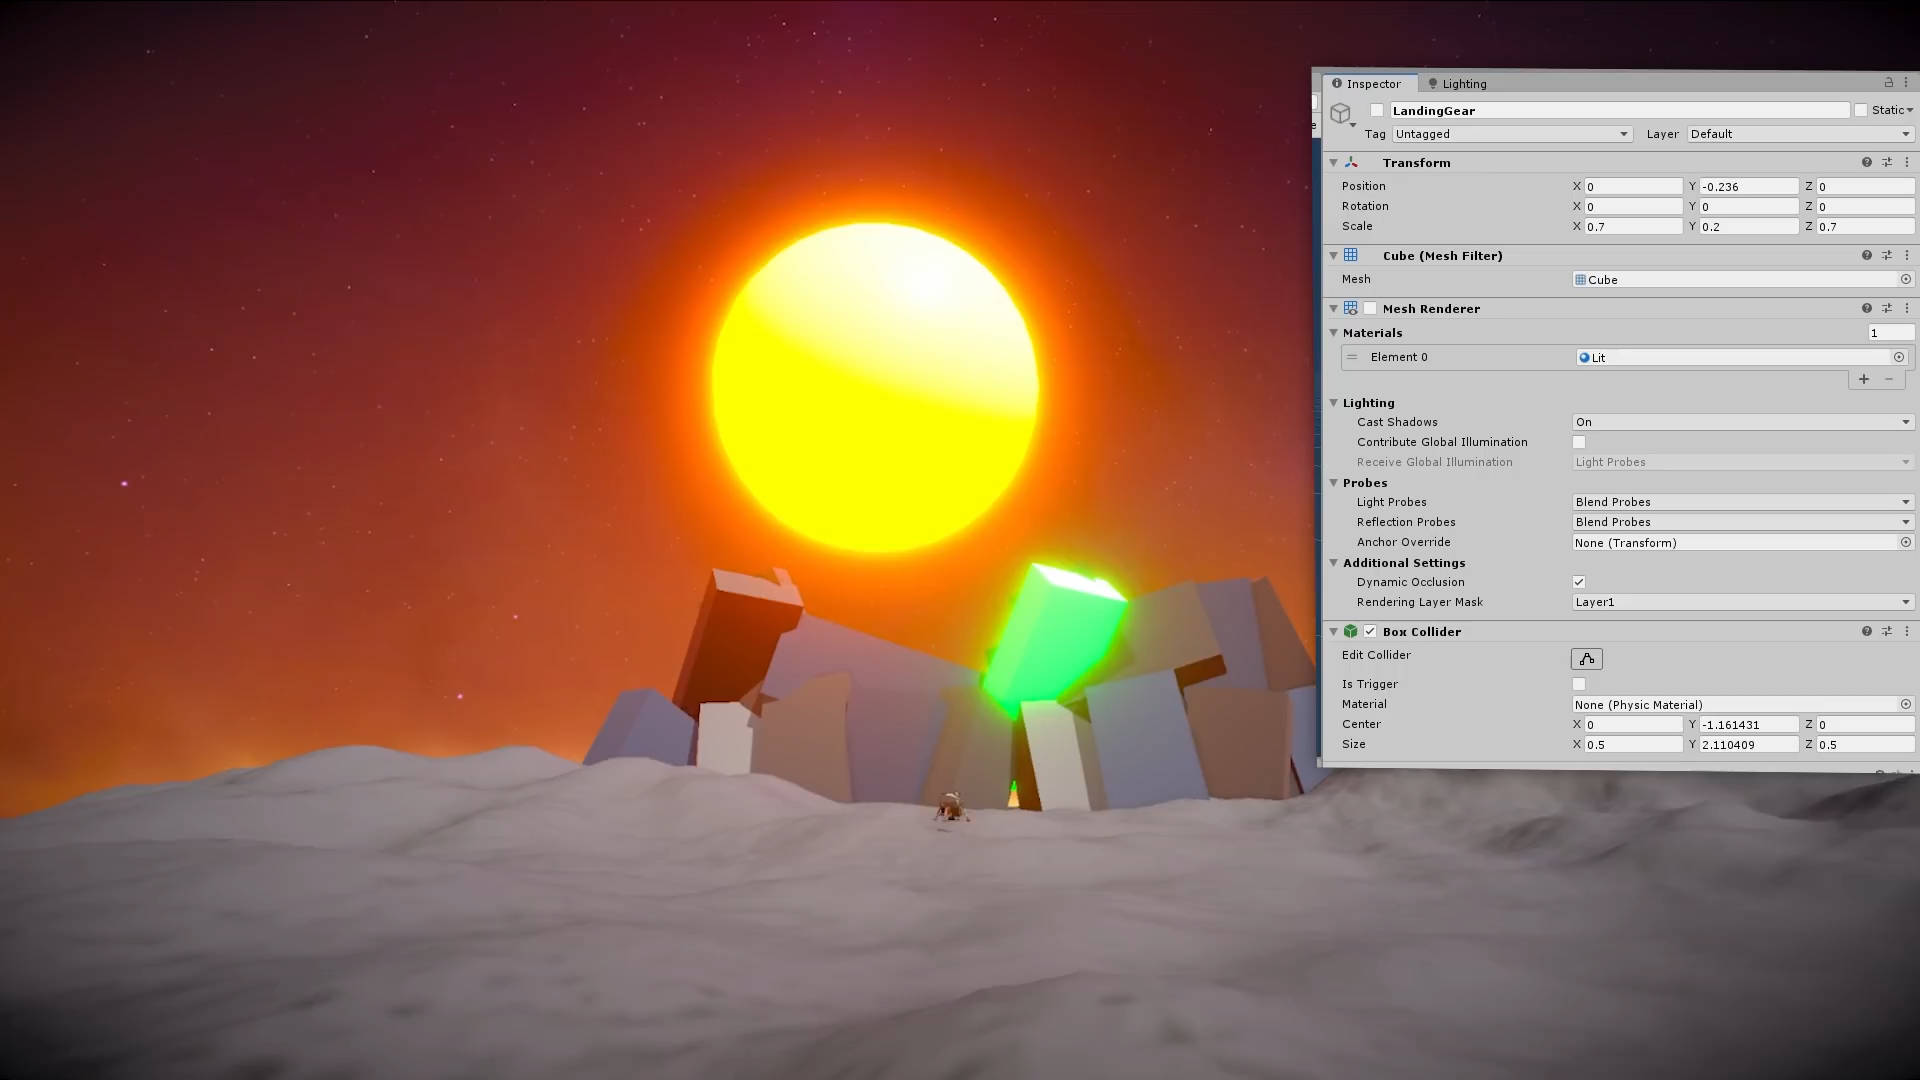 Inspector Lighting
LandingGear Static
Tag Untagged Layer Default
Transform
Position X 0 Y -0.236 Z 0
Rotation X 0 Y 0 Z 0
Scale X 0.7 Y 0.2 Z 0.7
Cube (Mesh Filter)
Mesh Cube
Mesh Renderer
Materials 1
Element 0 Lit
Lighting
Cast Shadows On
Contribute Global Illumination
Receive Global Illumination Light Probes
Probes
Light Probes Blend Probes
Reflection Probes Blend Probes
Anchor Override None (Transform)
Additional Settings
Dynamic Occlusion
Rendering Layer Mask Layer1
Box Collider
Edit Collider
Is Trigger
Material None (Physic Material)
Center X 0 Y -1.161431 Z 0
Size X 0.5 Y 2.110409 Z 0.5